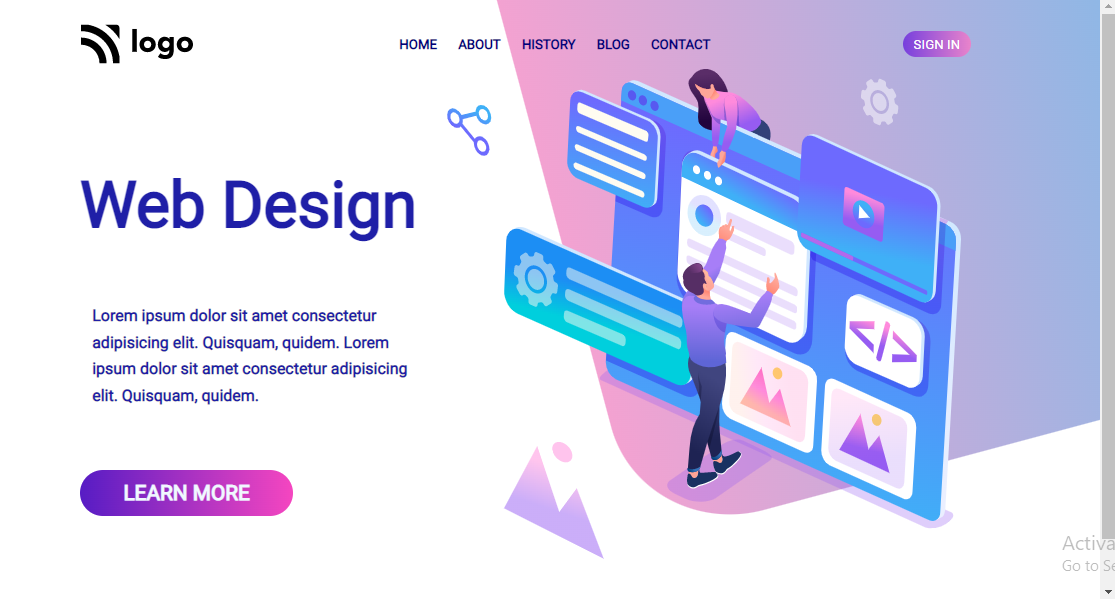 logo
HOME ABOUT HISTORY BLOG CONTACT SIGN IN
Web Design
Lorem ipsum dolor sit amet consectetur
adipisicing elit. Quisquam, quidem. Lorem
ipsum dolor sit amet consectetur adipisicing
elit. Quisquam, quidem.
</>
LEARN MORE
Activa
Go to Se